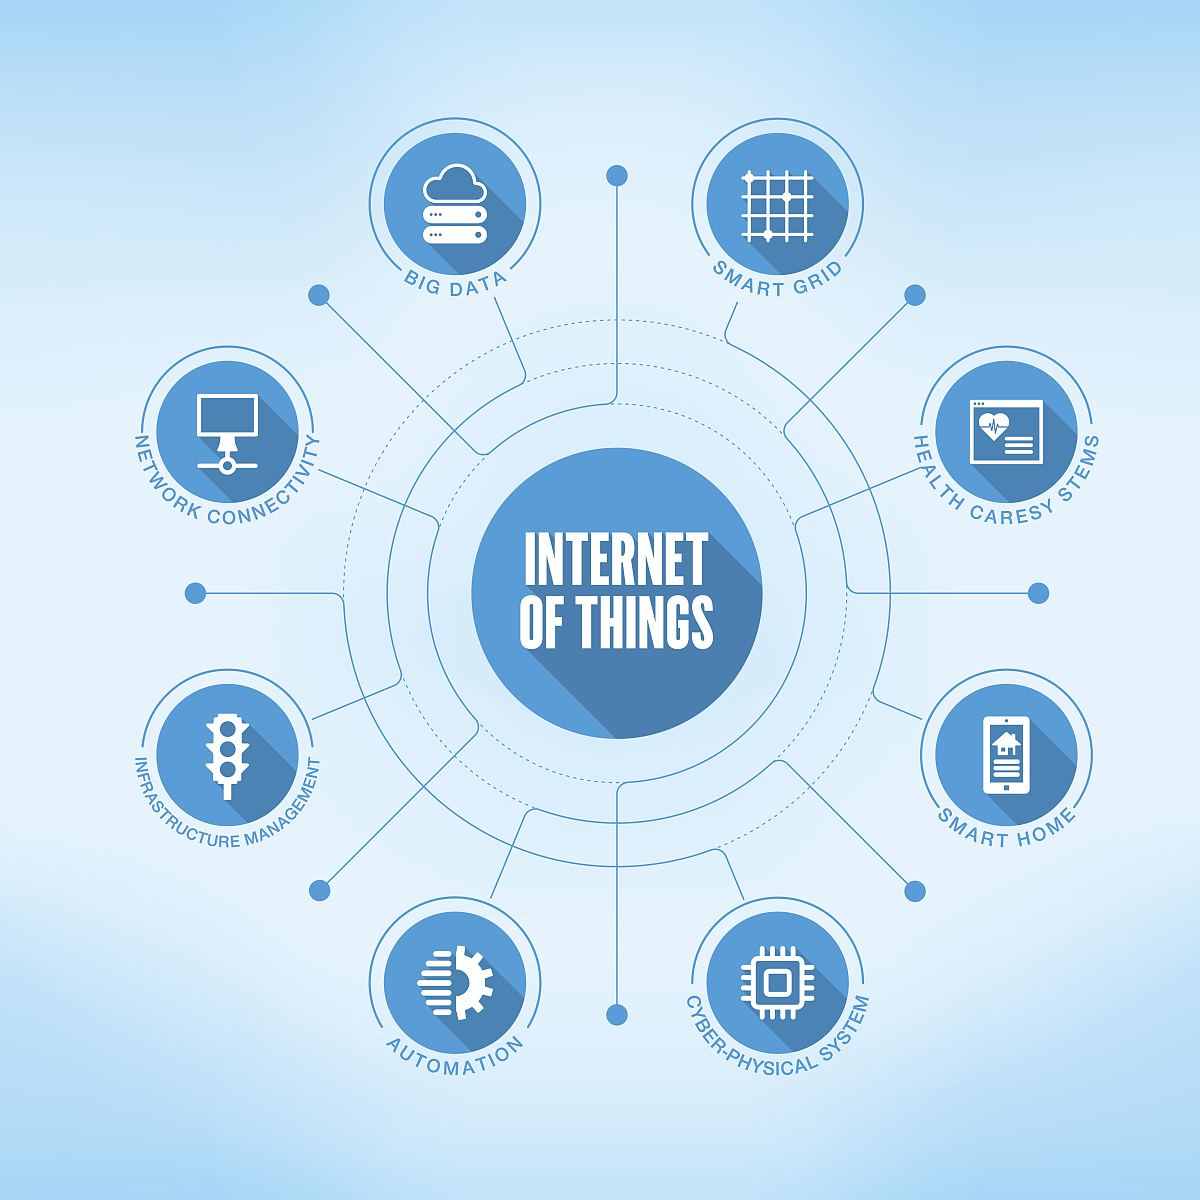 BIG DATA
SMART GRID
NETWORK CONNECTIVITY
HEALTH CARESY STEMS
INTERNET
OF THINGS
INFRASTRUCTURE MANAGEMENT
SMART HOME
AUTOMATION
CYBER-PHYSICAL SYSTEM